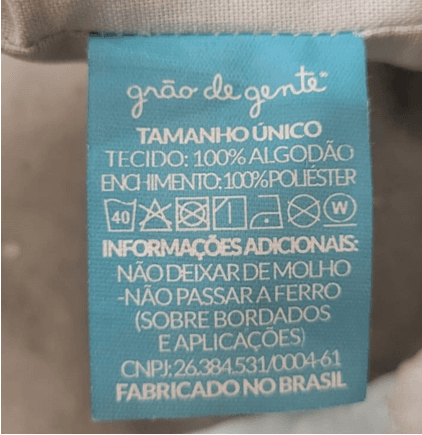 grão de gente
TAMANHO ÚNICO
TECIDO: 100% ALGODÃO
ENCHIMENTO: 100% POLIÉSTER
40 W
INFORMAÇÕES ADICIONAIS:
NÃO DEIXAR DE MOLHO
-NÃO PASSAR A FERRO
(SOBRE BORDADOS
E APLICAÇÕES)
CNPJ: 26.384.531/0004-61
FABRICADO NO BRASIL